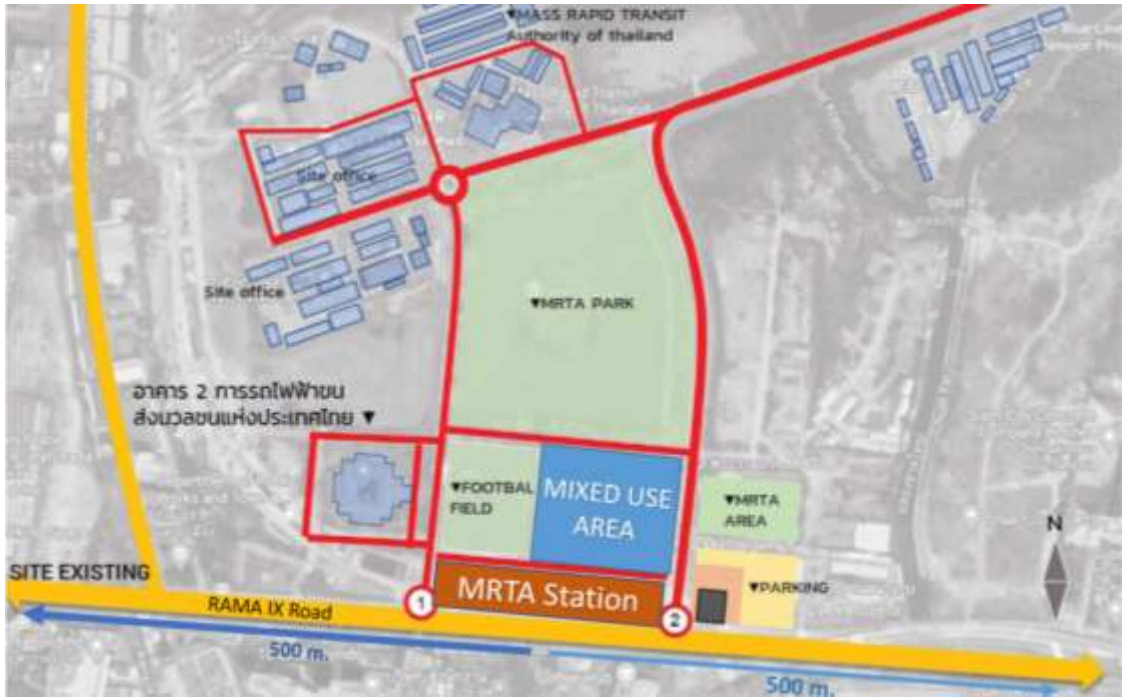 ▼MASS RAPID TRANSIT
Authority of thailand
Site office
Site office
▼MRTA PARK
อาคาร 2 การรถไฟฟ้าขน
ส่งมวลชนแห่งประเทศไทย ▼
▼FOOTBAL
FIELD
MIXED USE
AREA
▼MRTA
AREA
N
SITE EXISTING
MRTA Station
▼PARKING
1
2
RAMA IX Road
500 m.
500 m.